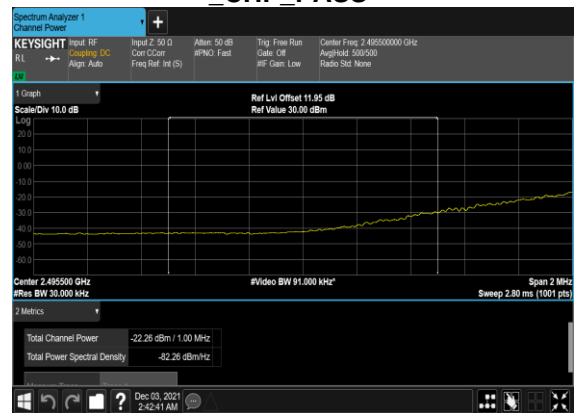 Spectrum Analyzer 1
Channel Power
+
KEYSIGHT Input: RF
RL
Coupling: DC
Align: Auto
Input Z: 50 Ω
Corr CCorr
Freq Ref: Int (S)
Atten: 50 dB
#PNO: Fast
Trig: Free Run
Gate: Off
#IF Gain: Low
Center Freq: 2.495500000 GHz
Avg|Hold: 500/500
Radio Std: None
1 Graph
Scale/Div 10.0 dB
Ref Lvl Offset 11.95 dB
Ref Value 30.00 dBm
Log
20.0
10.0
0.00
-10.0
-20.0
-30.0
-40.0
-50.0
-60.0
Center 2.495500 GHz
#Res BW 30.000 kHz
#Video BW 91.000 kHz*
Span 2 MHz
Sweep 2.80 ms (1001 pts)
2 Metrics
Total Channel Power -22.26 dBm / 1.00 MHz
Total Power Spectral Density -82.26 dBm/Hz
?
Dec 03, 2021
2:42:41 AM